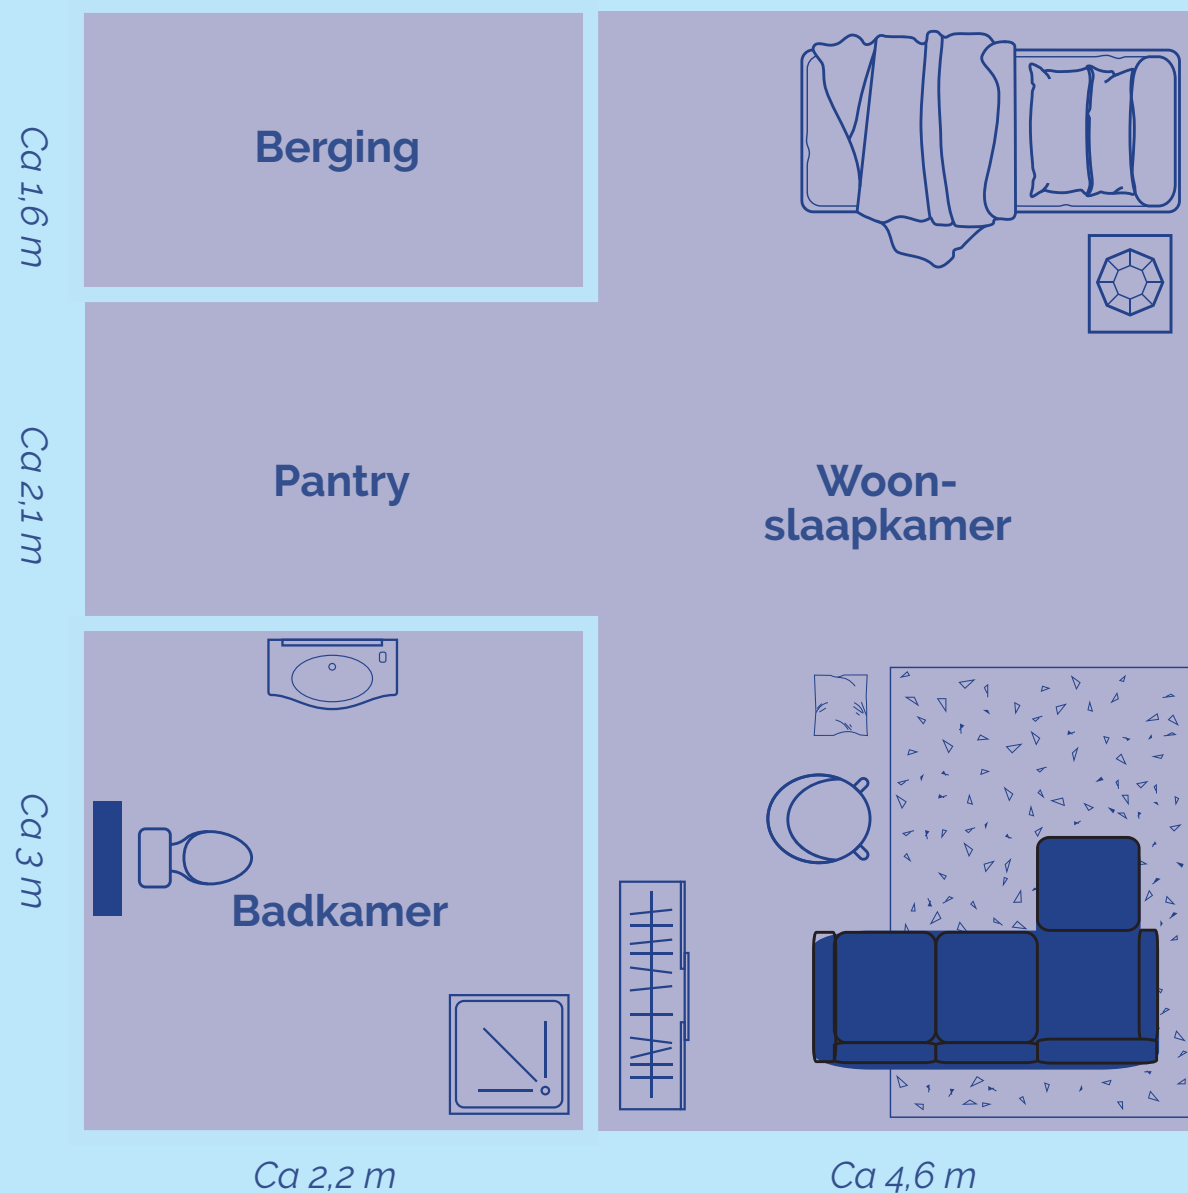 Berging
Ca 1,6 m
Pantry
Woon-
slaapkamer
Ca 2,1 m
Badkamer
Ca 3 m
Ca 2,2 m
Ca 4,6 m